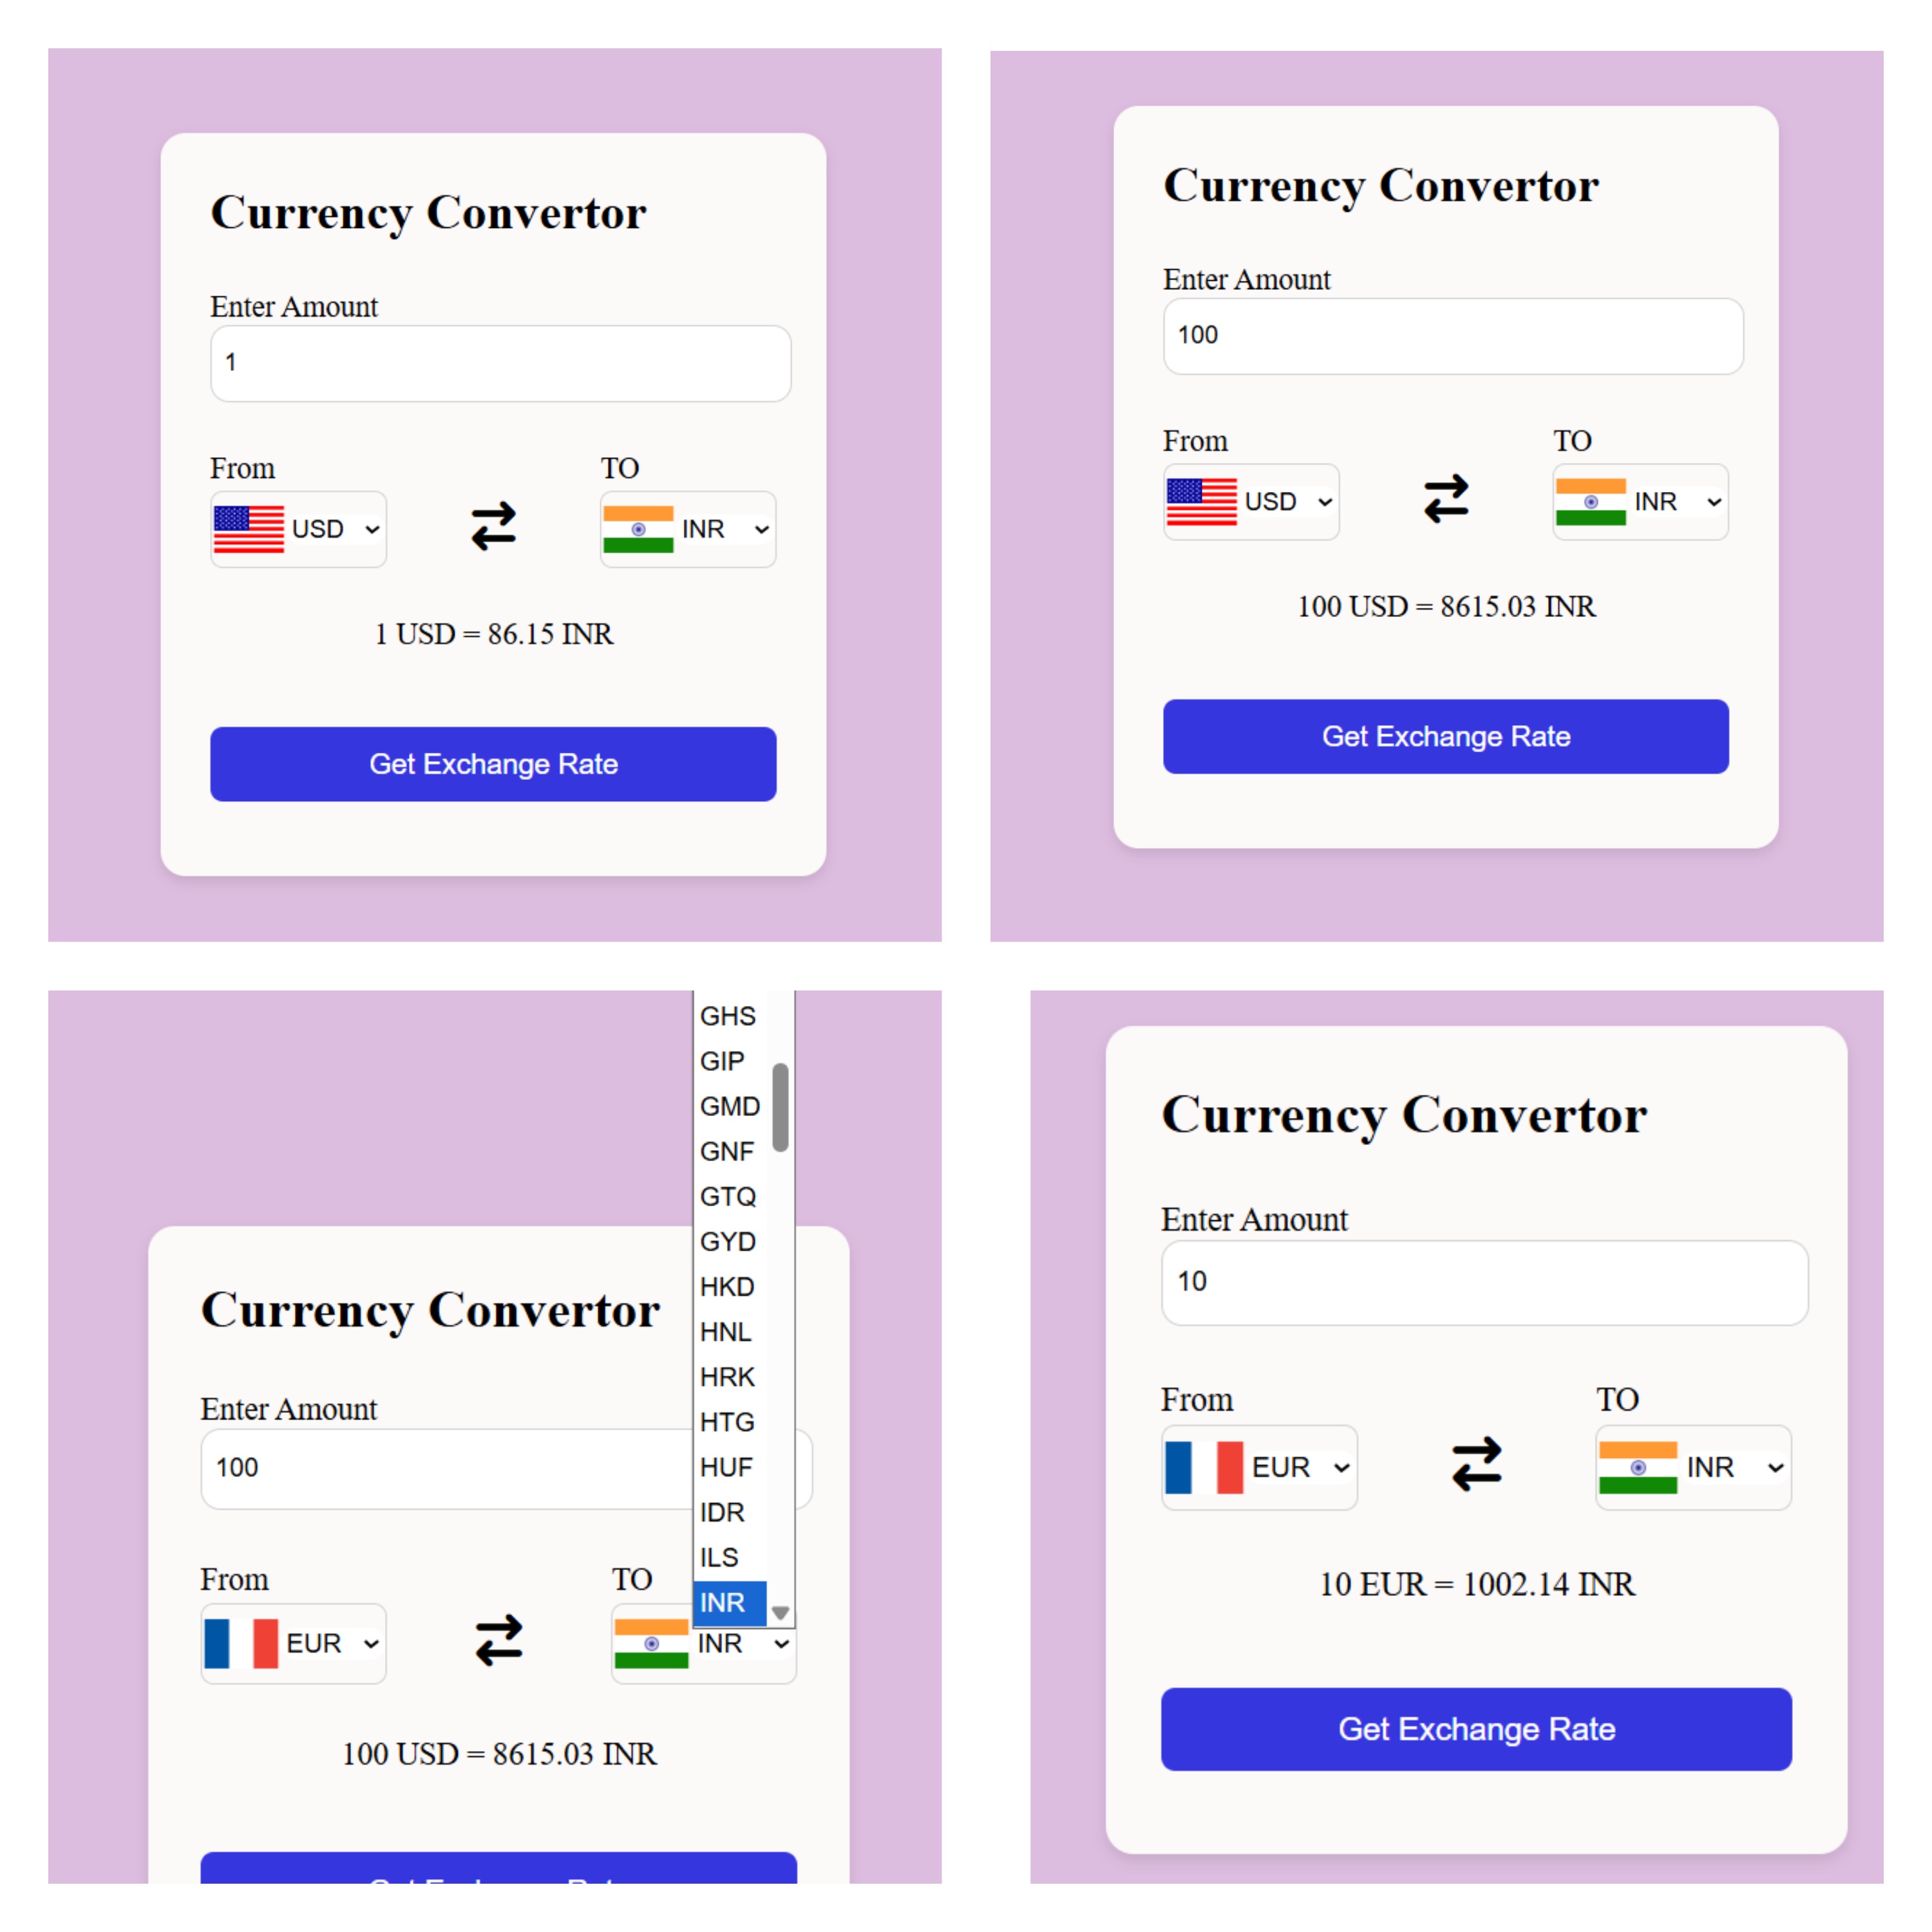 Currency Convertor
Enter Amount
1
From TO
USD INR
1 USD = 86.15 INR
Get Exchange Rate
Currency Convertor
Enter Amount
100
From TO
USD INR
100 USD = 8615.03 INR
Get Exchange Rate
GHS
GIP
GMD
GNF
GTQ
GYD
HKD
HNL
HRK
HTG
HUF
IDR
ILS
INR
Currency Convertor
Enter Amount
100
From TO
EUR INR
100 USD = 8615.03 INR
Currency Convertor
Enter Amount
10
From TO
EUR INR
10 EUR = 1002.14 INR
Get Exchange Rate